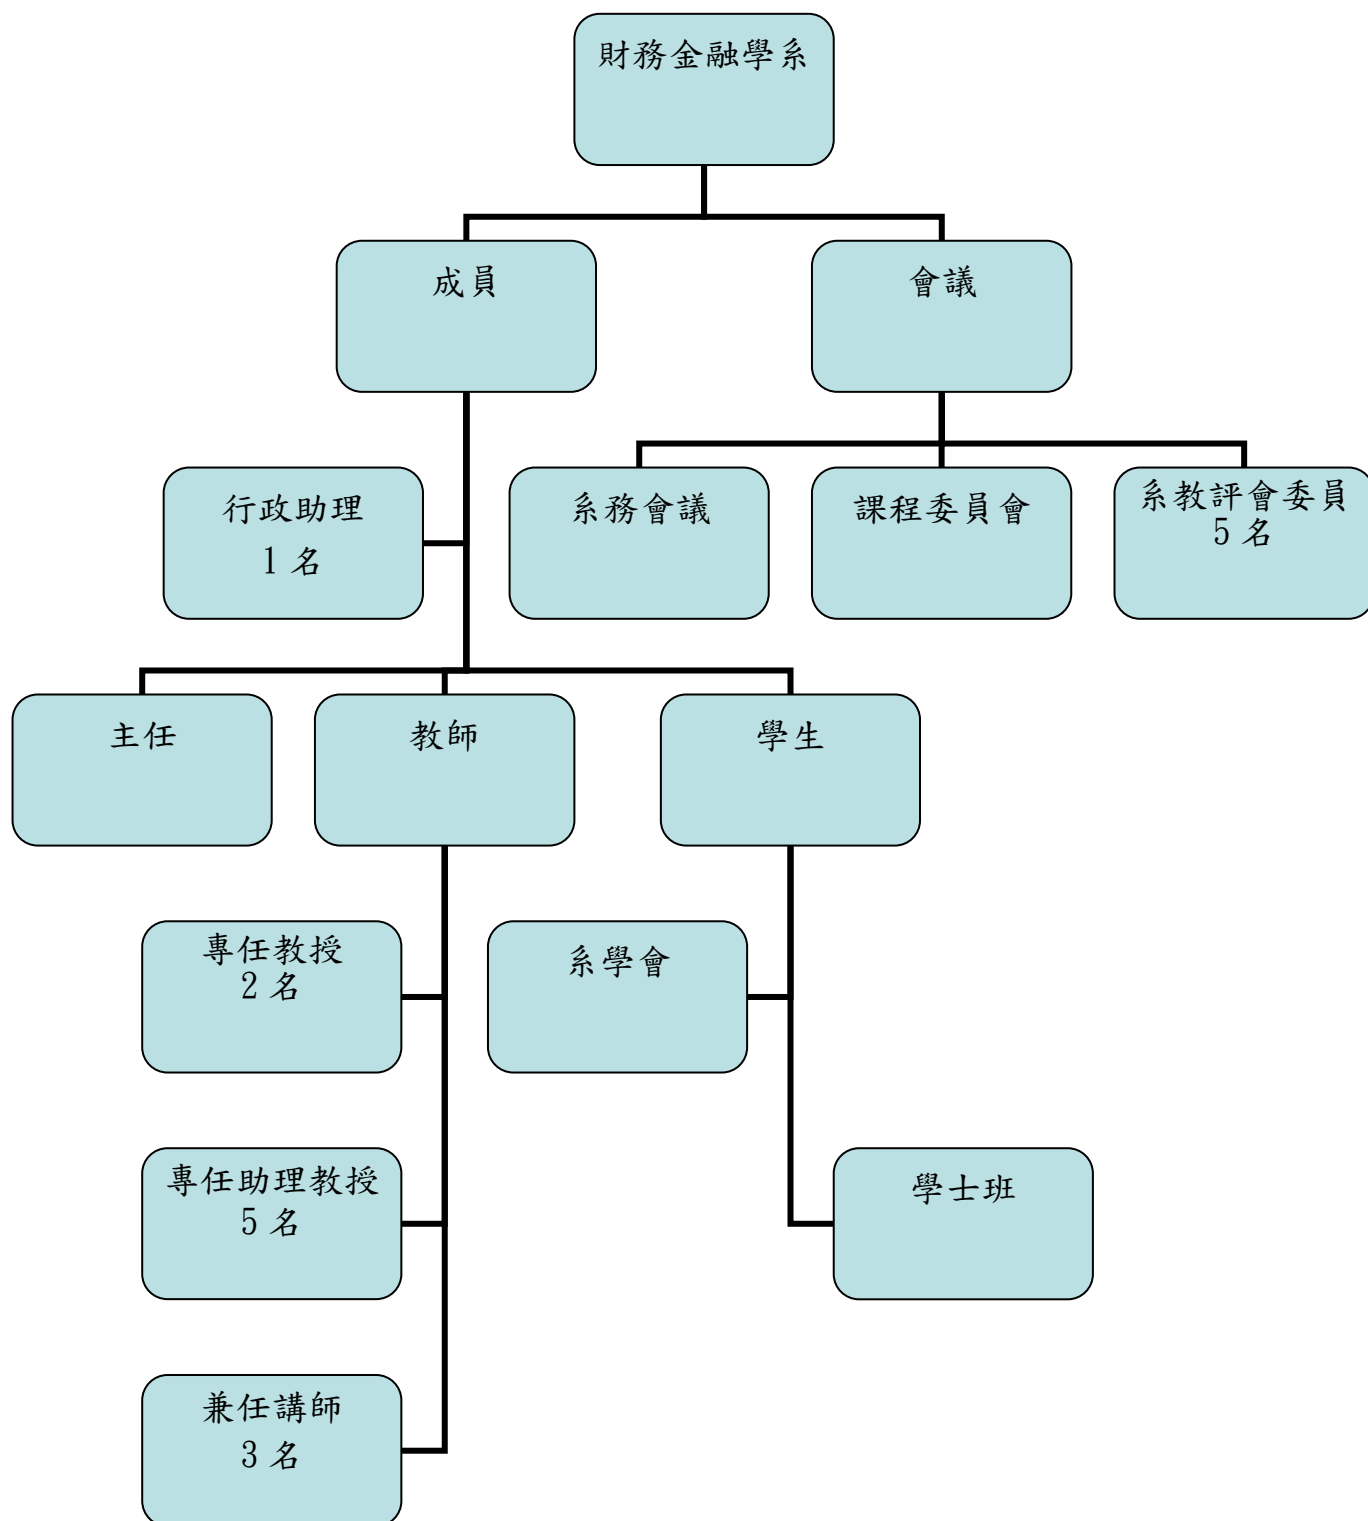 財務金融學系
成員
會議
行政助理
1 名
系務會議
課程委員會
系教評會委員
5 名
主任
教師
學生
專任教授
2 名
系學會
專任助理教授
5 名
學士班
兼任講師
3 名